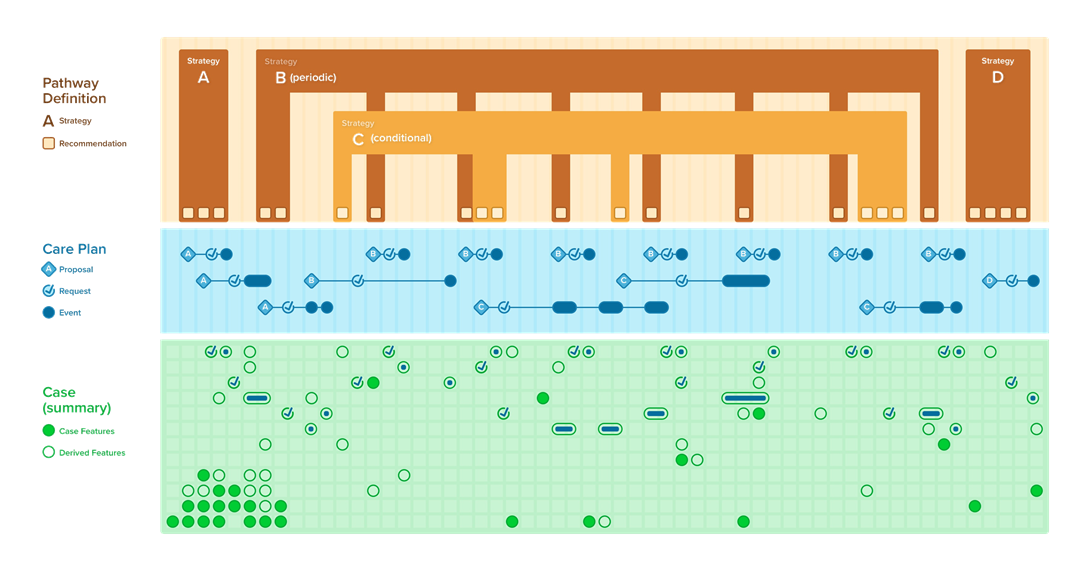 Pathway
Definition
A Strategy
Recommendation
Strategy
A
Strategy
B (periodic)
Strategy
C (conditional)
Strategy
D
Care Plan
A Proposal
Request
Event
A B B B B B B B
A B C D
A C C
Case
(summary)
Case Features
Derived Features